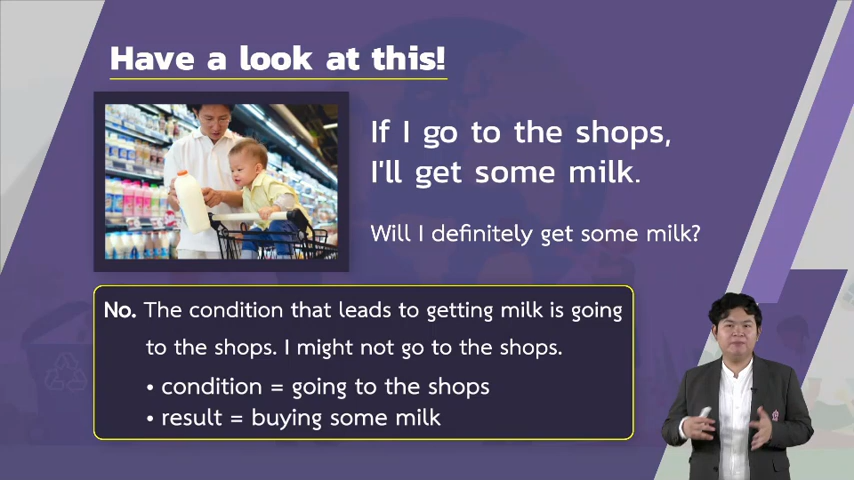 Have a look at this!
If I go to the shops,
I'll get some milk.
Will I definitely get some milk?
No. The condition that leads to getting milk is going
to the shops. I might not go to the shops.
• condition = going to the shops
• result = buying some milk